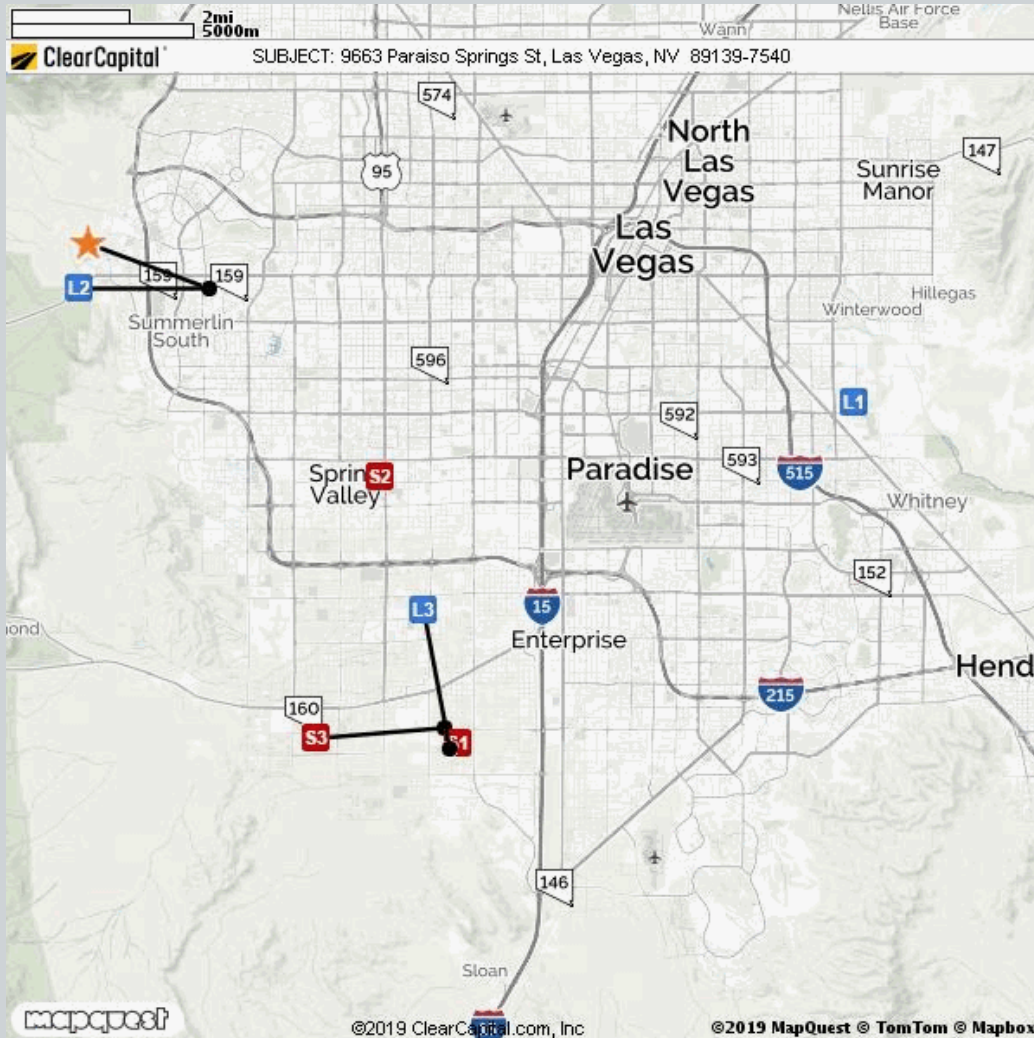 2mi
5000m
Nellis Air Force
Base
Wann
ClearCapital
SUBJECT: 9663 Paraiso Springs St, Las Vegas, NV 89139-7540
574
North
Las
Vegas
147
95
Sunrise
Manor
Las
Vegas
159
159
L2
Hillegas
Winterwood
Summerlin
South
596
L1
592
593
Paradise
515
S2
Valley
Whitney
152
L3
15
Enterprise
Hend
215
160
S3
S1
146
Sloan
mapquest
©2019 ClearCapital.com, Inc
©2019 MapQuest © TomTom © Mapbox